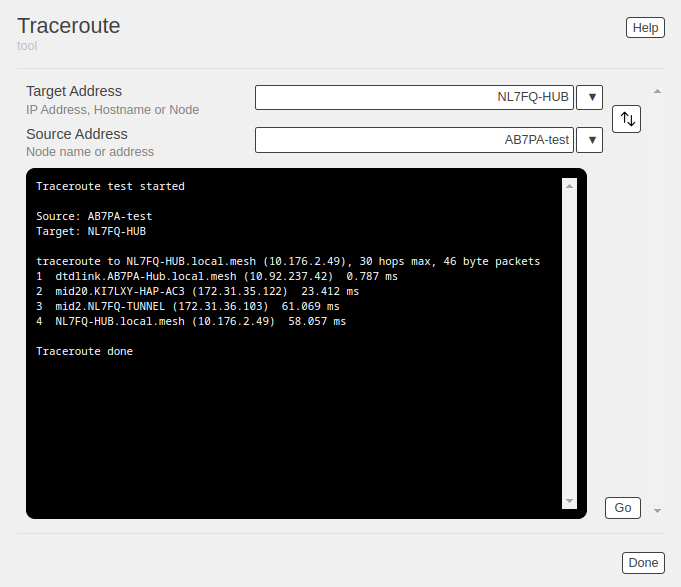 Traceroute
tool
Help
Target Address
IP Address, Hostname or Node
NL7FQ-HUB
Source Address
Node name or address
AB7PA-test
Traceroute test started
Source: AB7PA-test
Target: NL7FQ-HUB
traceroute to NL7FQ-HUB.local.mesh (10.176.2.49), 30 hops max, 46 byte packets
1  dtdlink.AB7PA-Hub.local.mesh (10.92.237.42)  0.787 ms
2  mid20.KI7LXY-HAP-AC3 (172.31.35.122)  23.412 ms
3  mid2.NL7FQ-TUNNEL (172.31.36.103)  61.069 ms
4  NL7FQ-HUB.local.mesh (10.176.2.49)  58.057 ms
Traceroute done
Go
Done